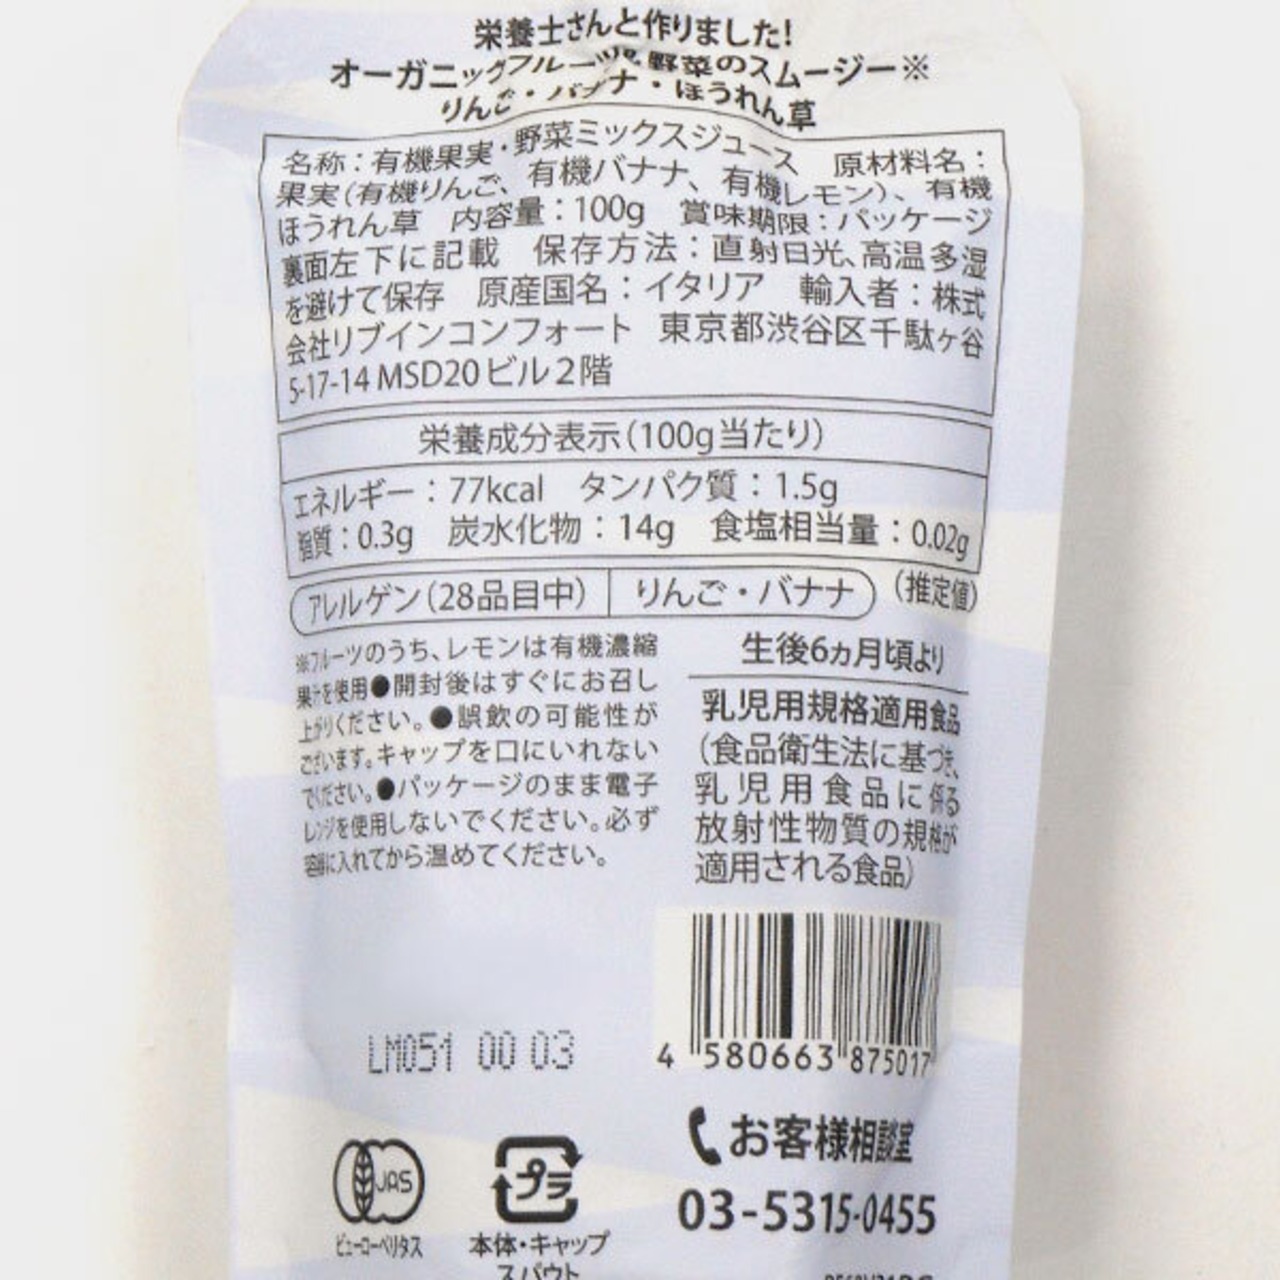 栄養士さんと作りました!
オーガニックフルーツ&野菜のスムージー※
りんご・バナナ・ほうれん草
名称：有機果実・野菜ミックスジュース　原材料名：
果実(有機りんご、有機バナナ、有機レモン)、有機
ほうれん草　内容量：100g　賞味期限：パッケージ
裏面左下に記載　保存方法：直射日光、高温多湿
を避けて保存　原産国名：イタリア　輸入者：株式
会社リブインコンフォート　東京都渋谷区千駄ヶ谷
5-17-14 MSD20ビル2階
栄養成分表示(100g当たり)
エネルギー：77kcal　タンパク質：1.5g
脂質：0.3g　炭水化物：14g　食塩相当量：0.02g
アレルゲン(28品目中)　りんご・バナナ　(推定値)
※フルーツのうち、レモンは有機濃縮
果汁を使用●開封後はすぐにお召し
上がりください。●誤飲の可能性が
ございます。キャップを口にいれない
でください。●パッケージのまま電子
レンジを使用しないでください。必ず
容器に入れてから温めてください。
生後6ヵ月頃より
乳児用規格適用食品
(食品衛生法に基づき、
乳児用食品に係る
放射性物質の規格が
適用される食品)
4 580663 875017
LM051 00 03
お客様相談室
03-5315-0455
JAS
ビューローベリタス
プラ
本体・キャップ
スパウト